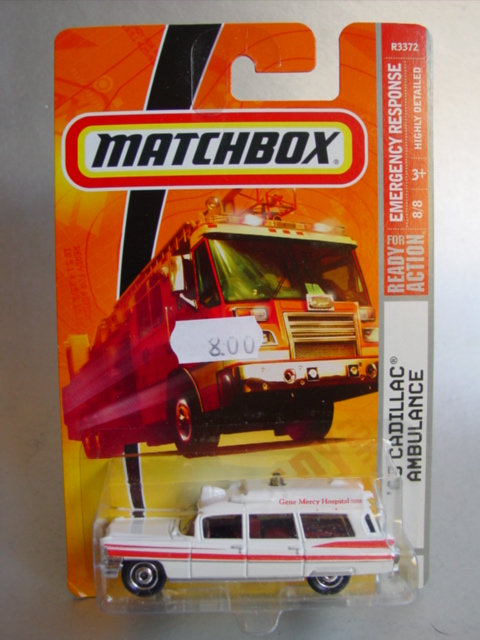 R3372
MATCHBOX®
EMERGENCY RESPONSE
HIGHLY DETAILED
8/8 3+
READY FOR
ACTION
8.00
CADILLAC®
AMBULANCE
Gene Mercy Hospital